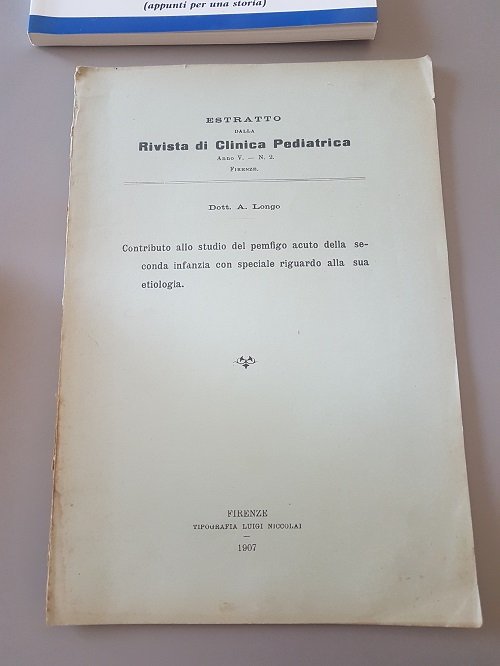 (appunti per una storia)
ESTRATTO
DALLA
Rivista di Clinica Pediatrica
Anno V. — N. 2.
FIRENZE.
Dott. A. Longo
Contributo allo studio del pemfigo acuto della se-
conda infanzia con speciale riguardo alla sua
etiologia.
FIRENZE
TIPOGRAFIA LUIGI NICCOLAI
—
1907